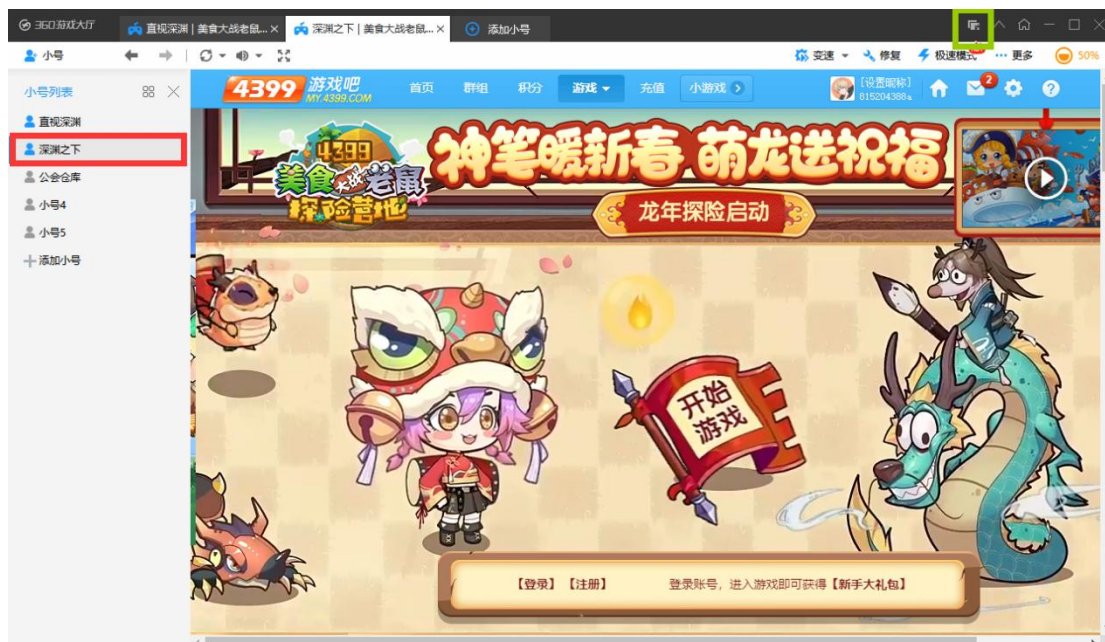 360游戏大厅
直视深渊 | 美食大战老鼠... ×
深渊之下 | 美食大战老鼠... ×
添加小号
小号
变速
修复
极速模式
更多
50%
小号列表
直视深渊
深渊之下
公会仓库
小号4
小号5
添加小号
4399 游戏吧
MY.4399.COM
首页
群组
积分
游戏
充值
小游戏
[设置昵称]
815204388
2
4399
美食大战老鼠
探险营地
神笔暖新春 萌龙送祝福
龙年探险启动
开始
游戏
【登录】 【注册】 登录账号，进入游戏即可获得【新手大礼包】